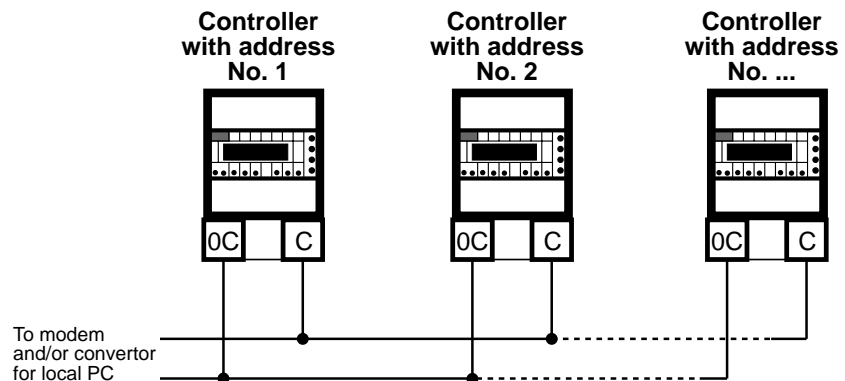 Controller
with address
No. 1
Controller
with address
No. 2
Controller
with address
No. ...
0C
C
0C
C
0C
C
To modem
and/or convertor
for local PC